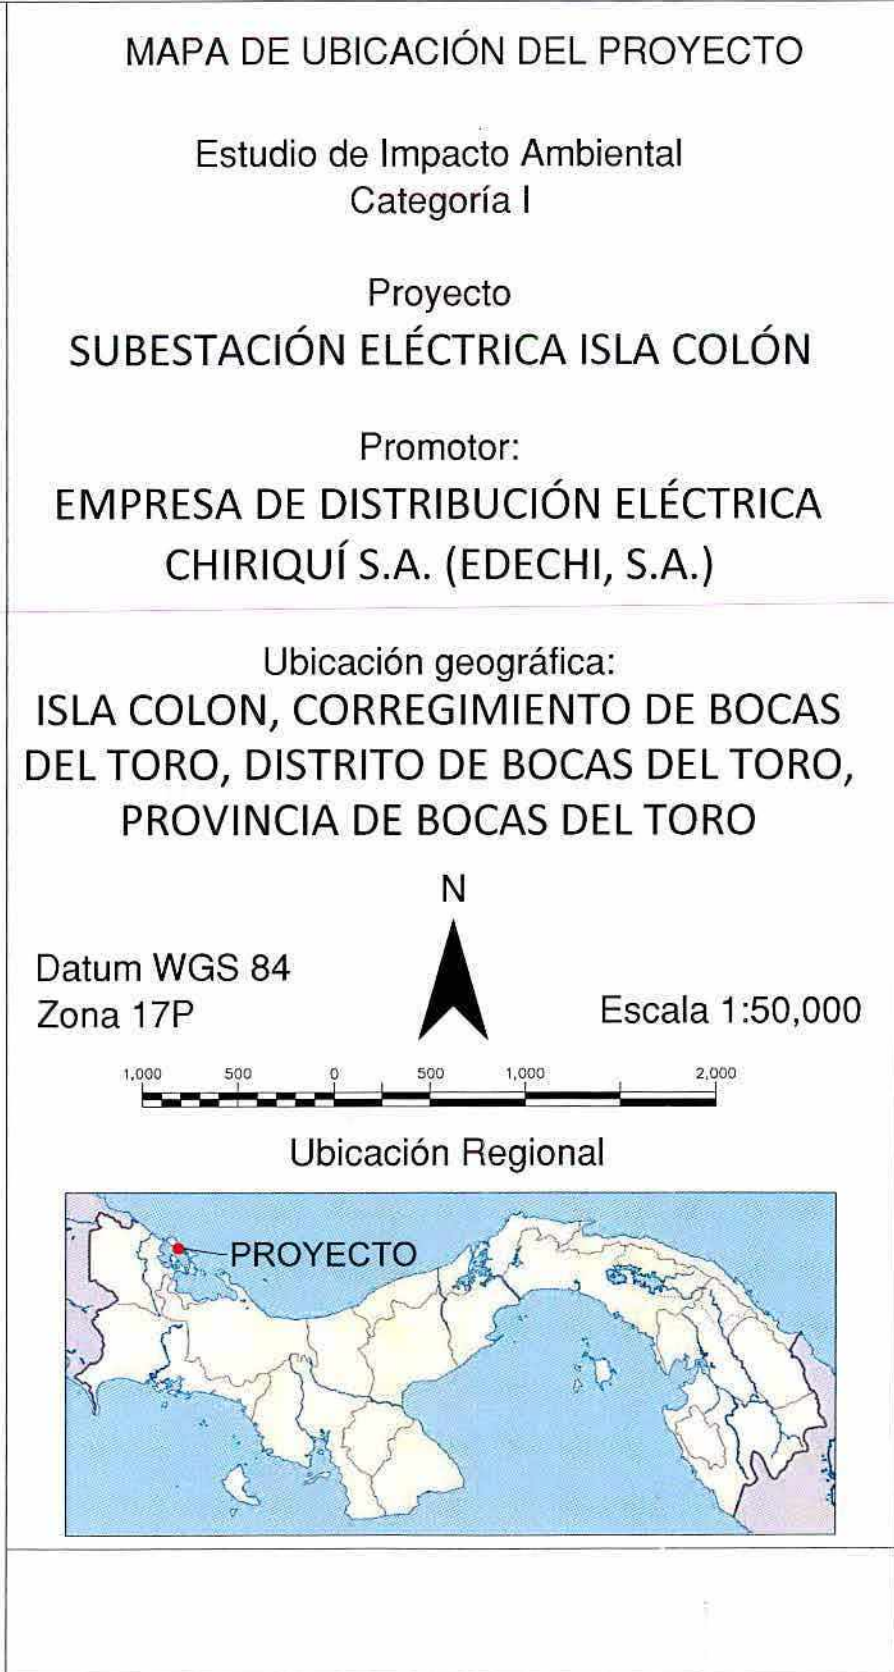 MAPA DE UBICACIÓN DEL PROYECTO
Estudio de Impacto Ambiental
Categoría I
Proyecto
SUBESTACIÓN ELÉCTRICA ISLA COLÓN
Promotor:
EMPRESA DE DISTRIBUCIÓN ELÉCTRICA
CHIRIQUÍ S.A. (EDECHI, S.A.)
Ubicación geográfica:
ISLA COLON, CORREGIMIENTO DE BOCAS
DEL TORO, DISTRITO DE BOCAS DEL TORO,
PROVINCIA DE BOCAS DEL TORO
N
Datum WGS 84
Zona 17P
Escala 1:50,000
1,000 500 0 500 1,000 2,000
Ubicación Regional
PROYECTO